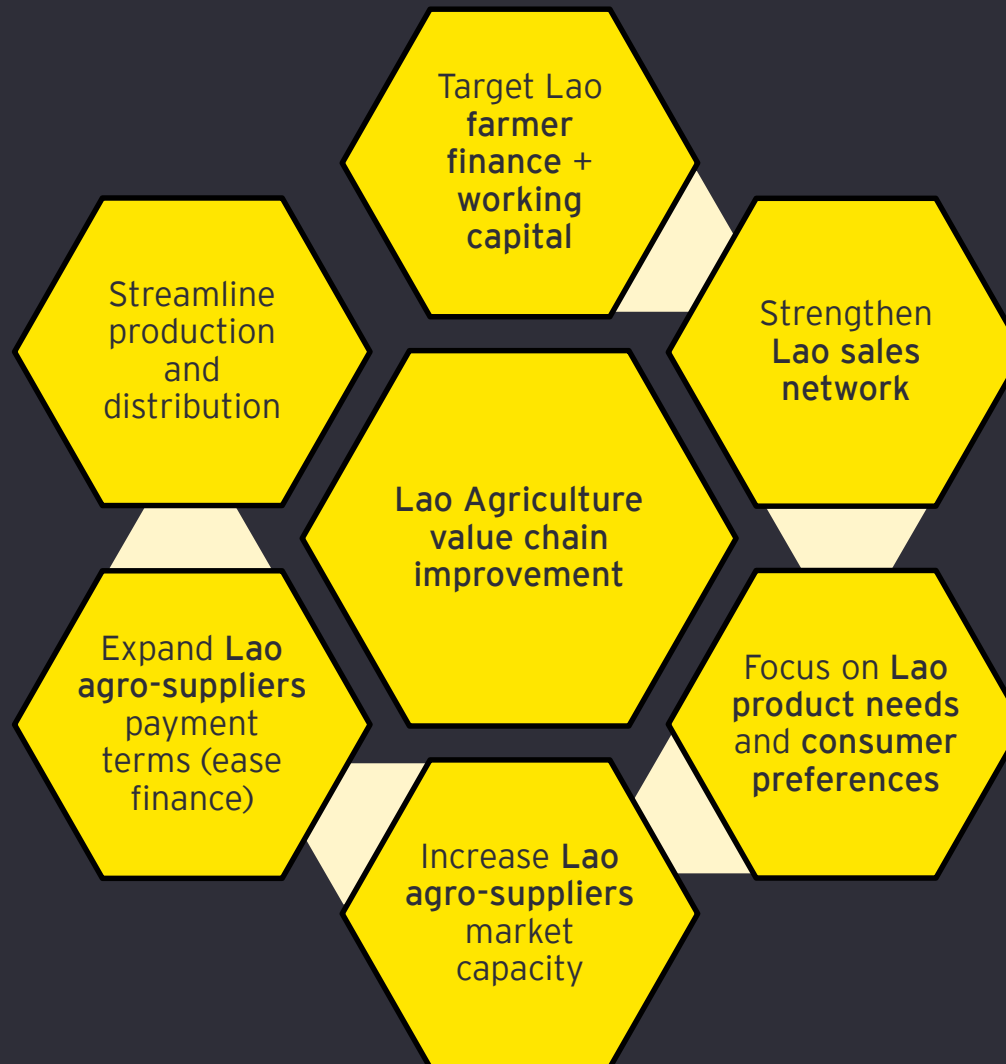 Target Lao
farmer
finance +
working
capital
Strengthen
Lao sales
network
Focus on Lao
product needs
and consumer
preferences
Increase Lao
agro-suppliers
market
capacity
Expand Lao
agro-suppliers
payment
terms (ease
finance)
Streamline
production
and
distribution
Lao Agriculture
value chain
improvement